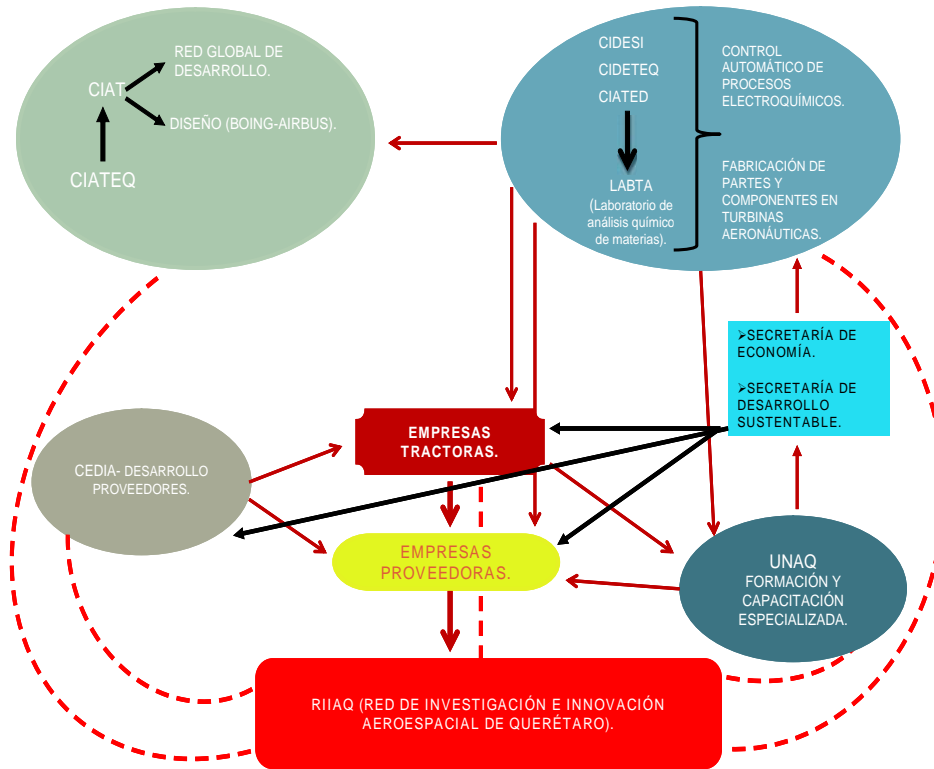 RED GLOBAL DE
DESARROLLO.
CIAT
DISEÑO (BOING-AIRBUS).
CIATEQ
CIDESI
CIDETEQ
CIATED
LABTA
(Laboratorio de
análisis químico
de materias).
CONTROL
AUTOMÁTICO DE
PROCESOS
ELECTROQUÍMICOS.
FABRICACIÓN DE
PARTES Y
COMPONENTES EN
TURBINAS
AERONÁUTICAS.
➢SECRETARÍA DE
ECONOMÍA.
➢SECRETARÍA DE
DESARROLLO
SUSTENTABLE.
EMPRESAS
TRACTORAS.
CEDIA- DESARROLLO
PROVEEDORES.
EMPRESAS
PROVEEDORAS.
UNAQ
FORMACIÓN Y
CAPACITACIÓN
ESPECIALIZADA.
RIIAQ (RED DE INVESTIGACIÓN E INNOVACIÓN
AEROESPACIAL DE QUERÉTARO).